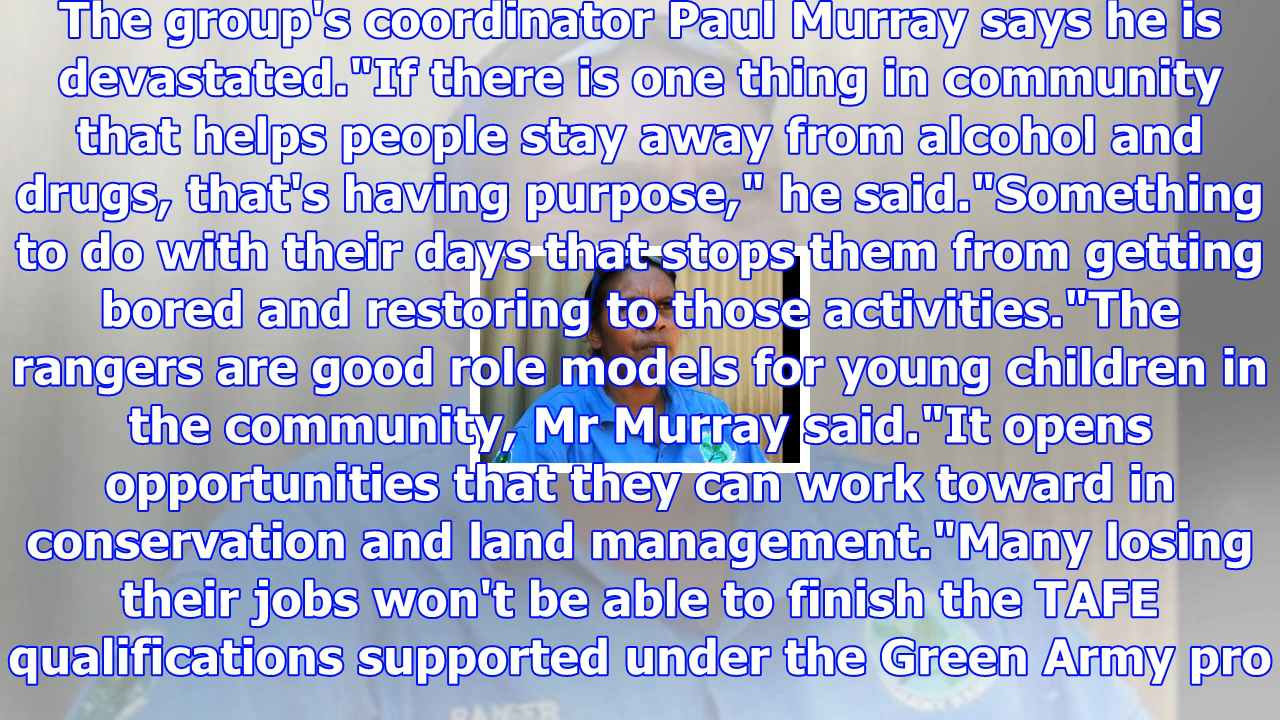 The group's coordinator Paul Murray says he is
devastated."If there is one thing in community
that helps people stay away from alcohol and
drugs, that's having purpose," he said."Something
to do with their days that stops them from getting
bored and restoring to those activities."The
rangers are good role models for young children in
the community, Mr Murray said."It opens
opportunities that they can work toward in
conservation and land management."Many losing
their jobs won't be able to finish the TAFE
qualifications supported under the Green Army pro
RANGER